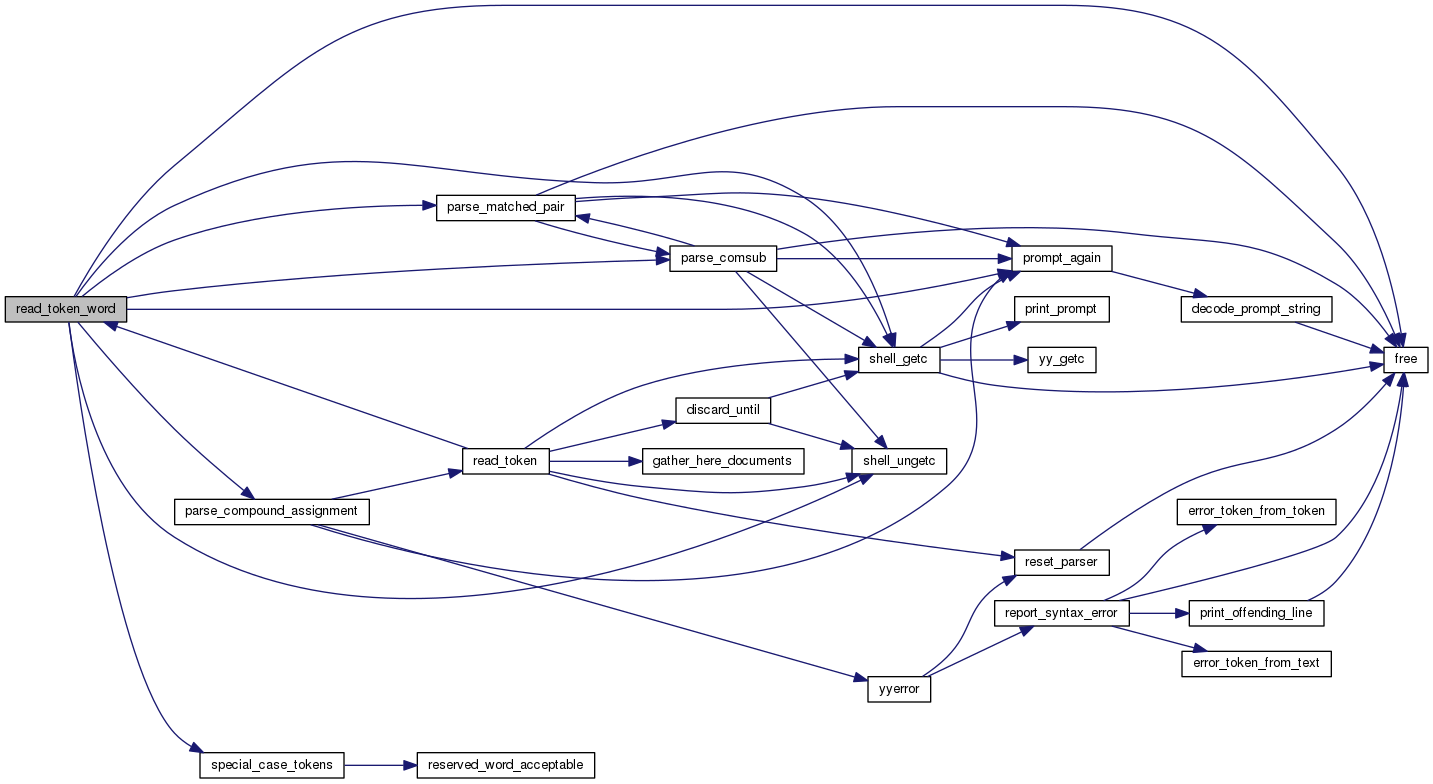 read_token_word
parse_matched_pair
parse_comsub
prompt_again
decode_prompt_string
print_prompt
shell_getc
yy_getc
free
discard_until
read_token
gather_here_documents
shell_ungetc
parse_compound_assignment
error_token_from_token
reset_parser
report_syntax_error
print_offending_line
error_token_from_text
yyerror
special_case_tokens
reserved_word_acceptable